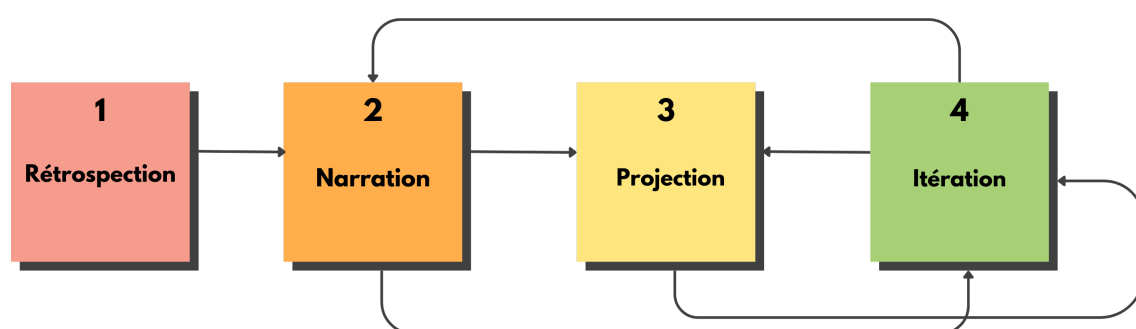 1
Rétrospection
2
Narration
3
Projection
4
Itération